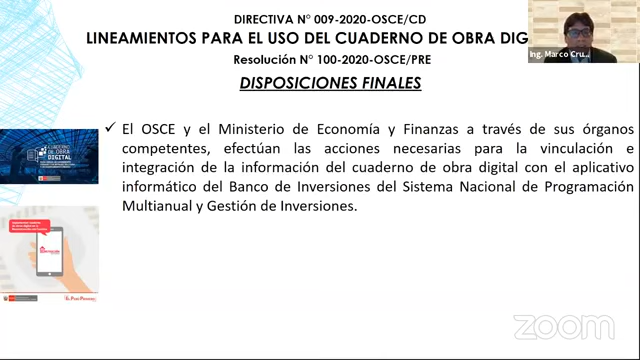 DIRECTIVA N° 009-2020-OSCE/CD
LINEAMIENTOS PARA EL USO DEL CUADERNO DE OBRA DIG
Resolución N° 100-2020-OSCE/PRE
DISPOSICIONES FINALES
Ing. Marco Cru...
✓ El OSCE y el Ministerio de Economía y Finanzas a través de sus órganos
competentes, efectúan las acciones necesarias para la vinculación e
integración de la información del cuaderno de obra digital con el aplicativo
informático del Banco de Inversiones del Sistema Nacional de Programación
Multianual y Gestión de Inversiones.
CUADERNO
DE OBRA
DIGITAL
zoom